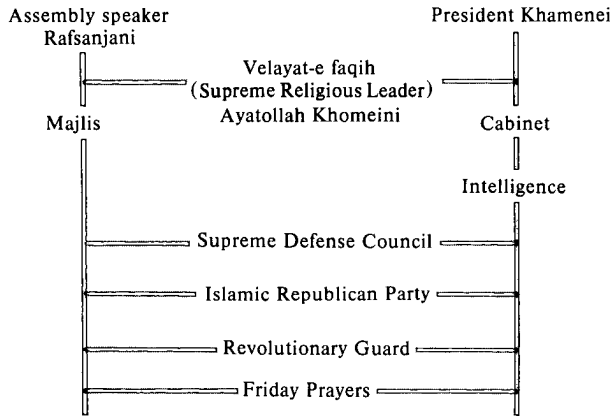 Assembly speaker
Rafsanjani
President Khamenei
Velayat-e faqih
(Supreme Religious Leader)
Ayatollah Khomeini
Majlis
Cabinet
Intelligence
Supreme Defense Council
Islamic Republican Party
Revolutionary Guard
Friday Prayers